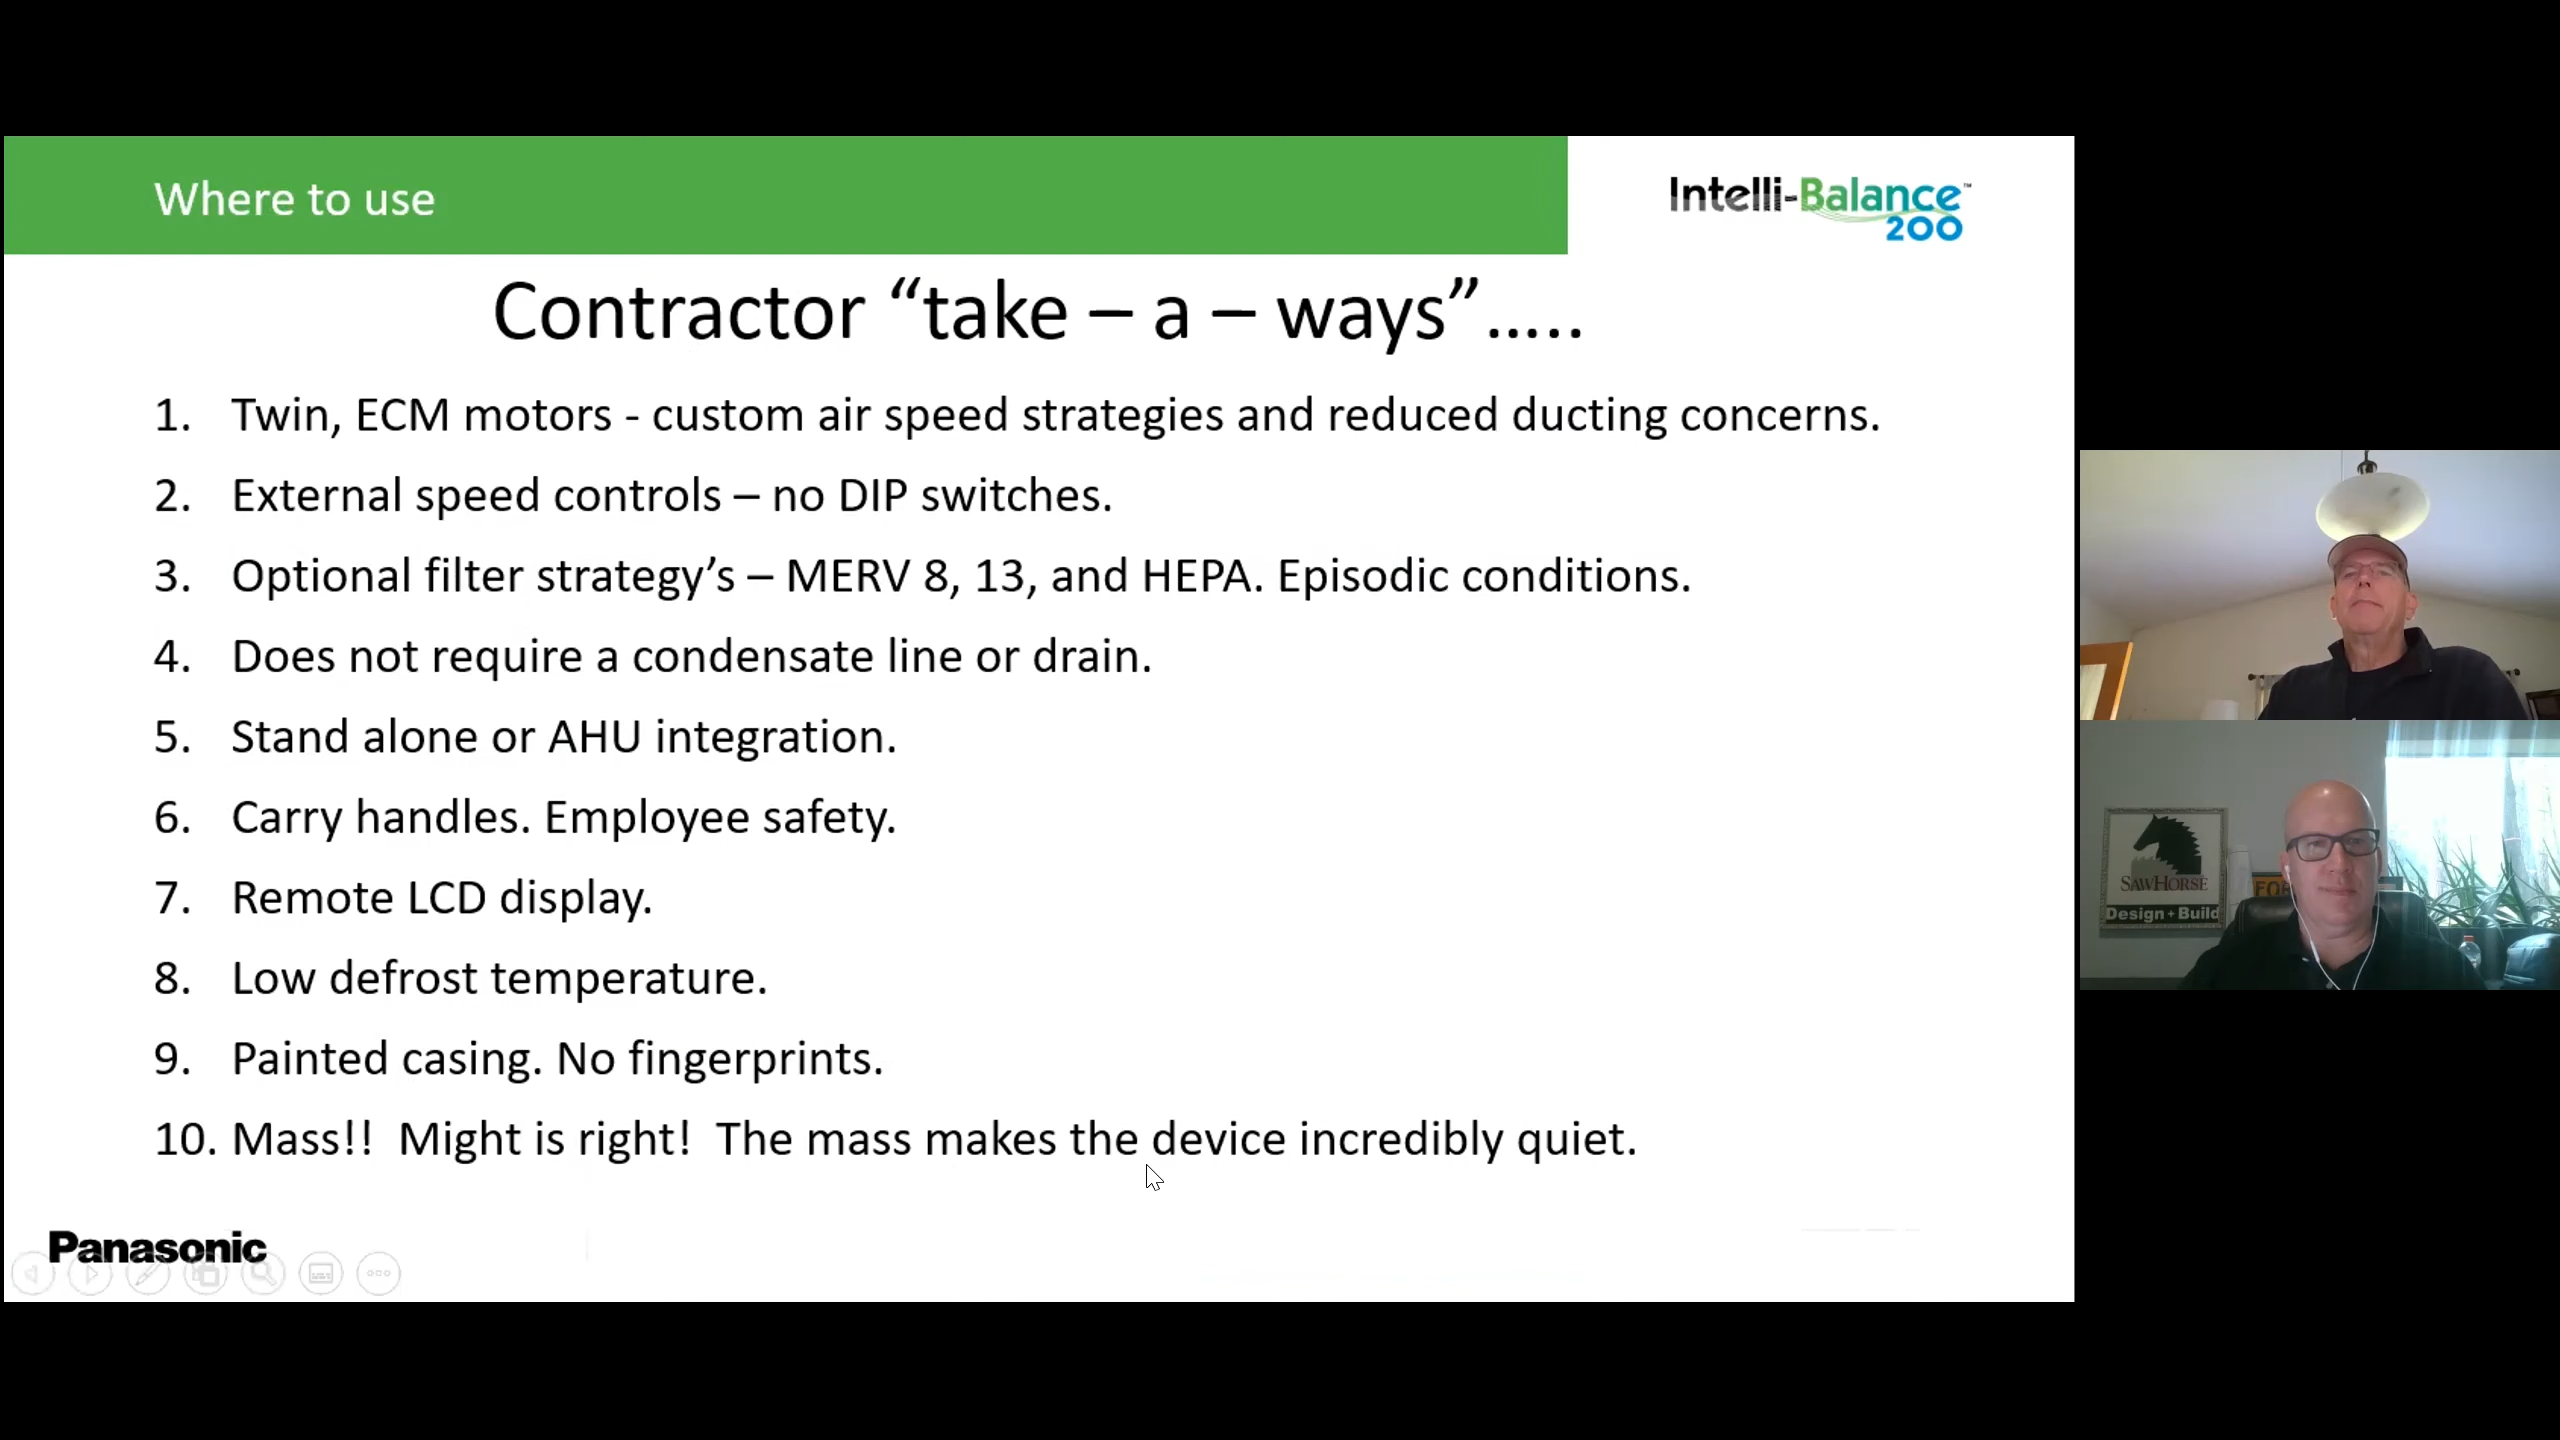 Where to use
Intelli-Balance™
200
Contractor “take – a – ways”…..
1. Twin, ECM motors - custom air speed strategies and reduced ducting concerns.
2. External speed controls – no DIP switches.
3. Optional filter strategy’s – MERV 8, 13, and HEPA. Episodic conditions.
4. Does not require a condensate line or drain.
5. Stand alone or AHU integration.
6. Carry handles. Employee safety.
7. Remote LCD display.
8. Low defrost temperature.
9. Painted casing. No fingerprints.
10. Mass!! Might is right! The mass makes the device incredibly quiet.
Panasonic
SAWHORSE
Design + Build